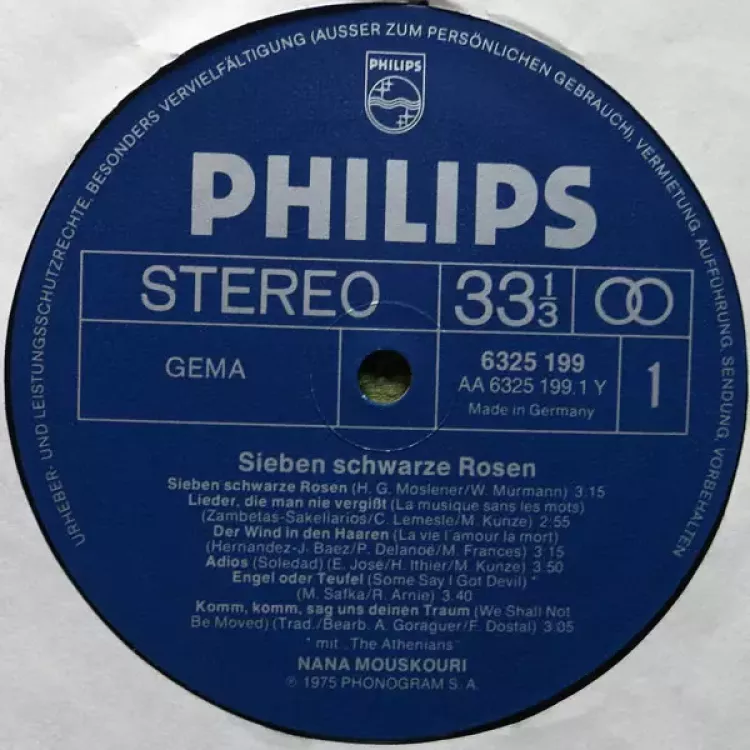 URHEBER- UND LEISTUNGSSCHUTZRECHTE, BESONDERS VERVIELFÄLTIGUNG (AUSSER ZUM PERSÖNLICHEN GEBRAUCH), VERMIETUNG, AUFFÜHRUNG, SENDUNG, VORBEHALTEN
PHILIPS
PHILIPS
STEREO
33 1/3
GEMA
6325 199
AA 6325 199.1 Y
Made in Germany
1
Sieben schwarze Rosen
Sieben schwarze Rosen (H. G. Moslener/W. Murmann) 3:15
Lieder, die man nie vergißt (La musique sans les mots)
(Zambetas-Sakellarios/C. Lemesle/M. Kunze) 2:55
Der Wind in den Haaren (La vie l'amour la mort)
(Hernandez-J. Baez/P. Delanoë/M. Frances) 3:15
Adios (Soledad) (E. José/H. Ithier/M. Kunze) 3.50
Engel oder Teufel (Some Say I Got Devil) *
(M. Safka/R. Arnie) 3.40
Komm, komm, sag uns deinen Traum (We Shall Not
Be Moved) (Trad./Bearb. A. Goraguer/F. Dostal) 3:05
* mit „The Athenians"
NANA MOUSKOURI
℗ 1975 PHONOGRAM S. A.